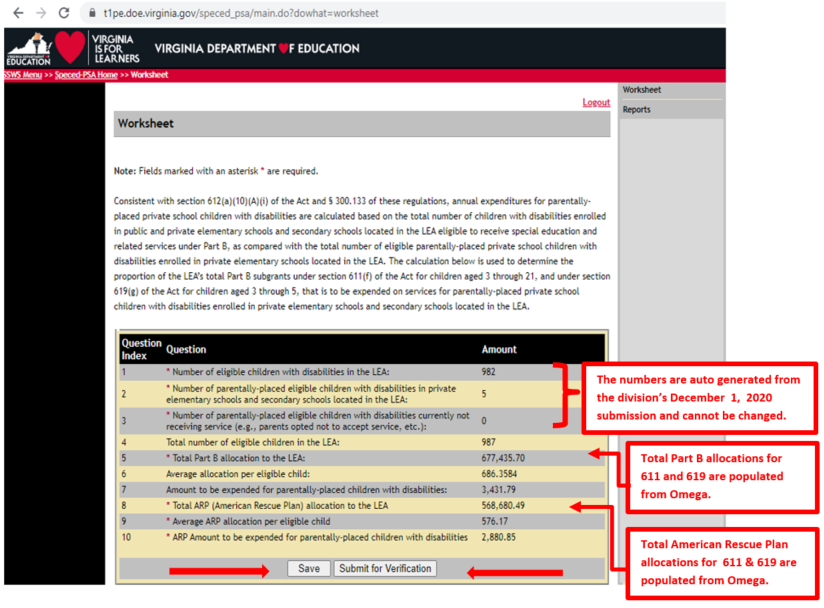 t1pe.doe.virginia.gov/speced_psa/main.do?dowhat=worksheet
VIRGINIA
IS FOR
LEARNERS
VIRGINIA DEPARTMENT OF EDUCATION
EDUCATION
SSWS Menu >> Speced-PSA Home >> Worksheet
Worksheet
Reports
Logout
Worksheet
Note: Fields marked with an asterisk * are required.
Consistent with section 612(a)(10)(A)(i) of the Act and § 300.133 of these regulations, annual expenditures for parentally-
placed private school children with disabilities are calculated based on the total number of children with disabilities enrolled
in public and private elementary schools and secondary schools located in the LEA eligible to receive special education and
related services under Part B, as compared with the total number of eligible parentally-placed private school children with
disabilities enrolled in private elementary schools located in the LEA. The calculation below is used to determine the
proportion of the LEA's total Part B subgrants under section 611(f) of the Act for children aged 3 through 21, and under section
619(g) of the Act for children aged 3 through 5, that is to be expended on services for parentally-placed private school
children with disabilities enrolled in private elementary schools and secondary schools located in the LEA.
Question Index Question Amount
1 * Number of eligible children with disabilities in the LEA: 982
2 * Number of parentally-placed eligible children with disabilities in private
elementary schools and secondary schools located in the LEA: 5
3 * Number of parentally-placed eligible children with disabilities currently not
receiving service (e.g., parents opted not to accept service, etc.): 0
4 Total number of eligible children in the LEA: 987
5 * Total Part B allocation to the LEA: 677,435.70
6 Average allocation per eligible child: 686.3584
7 Amount to be expended for parentally-placed children with disabilities: 3,431.79
8 * Total ARP (American Rescue Plan) allocation to the LEA 568,680.49
9 * Average ARP allocation per eligible child 576.17
10 * ARP Amount to be expended for parentally-placed children with disabilities 2,880.85
Save Submit for Verification
The numbers are auto generated from
the division's December 1, 2020
submission and cannot be changed.
Total Part B allocations for
611 and 619 are populated
from Omega.
Total American Rescue Plan
allocations for 611 & 619 are
populated from Omega.